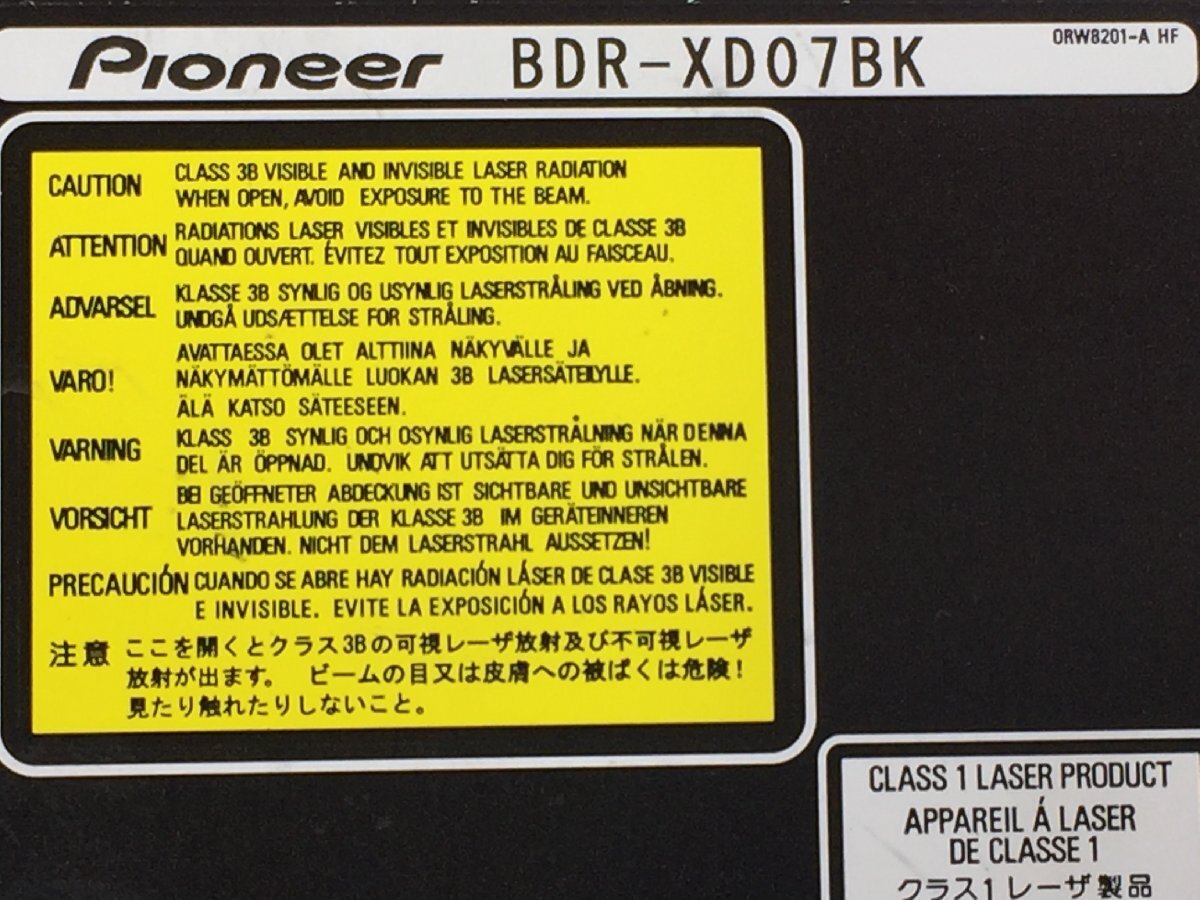 Pioneer BDR-XD07BK ORW8201-A HF
CAUTION CLASS 3B VISIBLE AND INVISIBLE LASER RADIATION
WHEN OPEN, AVOID EXPOSURE TO THE BEAM.
ATTENTION RADIATIONS LASER VISIBLES ET INVISIBLES DE CLASSE 3B
QUAND OUVERT. ÉVITEZ TOUT EXPOSITION AU FAISCEAU.
ADVARSEL KLASSE 3B SYNLIG OG USYNLIG LASERSTRÅLING VED ÅBNING.
UNDGÅ UDSÆTTELSE FOR STRÅLING.
VARO! AVATTAESSA OLET ALTTIINA NÄKYVÄLLE JA
NÄKYMÄTTÖMÄLLE LUOKAN 3B LASERSÄTEILYLLE.
ÄLÄ KATSO SÄTEESEEN.
VARNING KLASS 3B SYNLIG OCH OSYNLIG LASERSTRÅLNING NÄR DENNA
DEL ÄR ÖPPNAD. UNDVIK ATT UTSÄTTA DIG FÖR STRÅLEN.
VORSICHT BEI GEÖFFNETER ABDECKUNG IST SICHTBARE UND UNSICHTBARE
LASERSTRAHLUNG DER KLASSE 3B IM GERÄTEINNEREN
VORHANDEN. NICHT DEM LASERSTRAHL AUSSETZEN!
PRECAUCIÓN CUANDO SE ABRE HAY RADIACIÓN LÁSER DE CLASE 3B VISIBLE
E INVISIBLE. EVITE LA EXPOSICIÓN A LOS RAYOS LÁSER.
注意 ここを開くとクラス3Bの可視レーザ放射及び不可視レーザ
放射が出ます。 ビームの目又は皮膚への被ばくは危険!
見たり触れたりしないこと。
CLASS 1 LASER PRODUCT
APPAREIL Á LASER
DE CLASSE 1
クラス1 レーザ製品